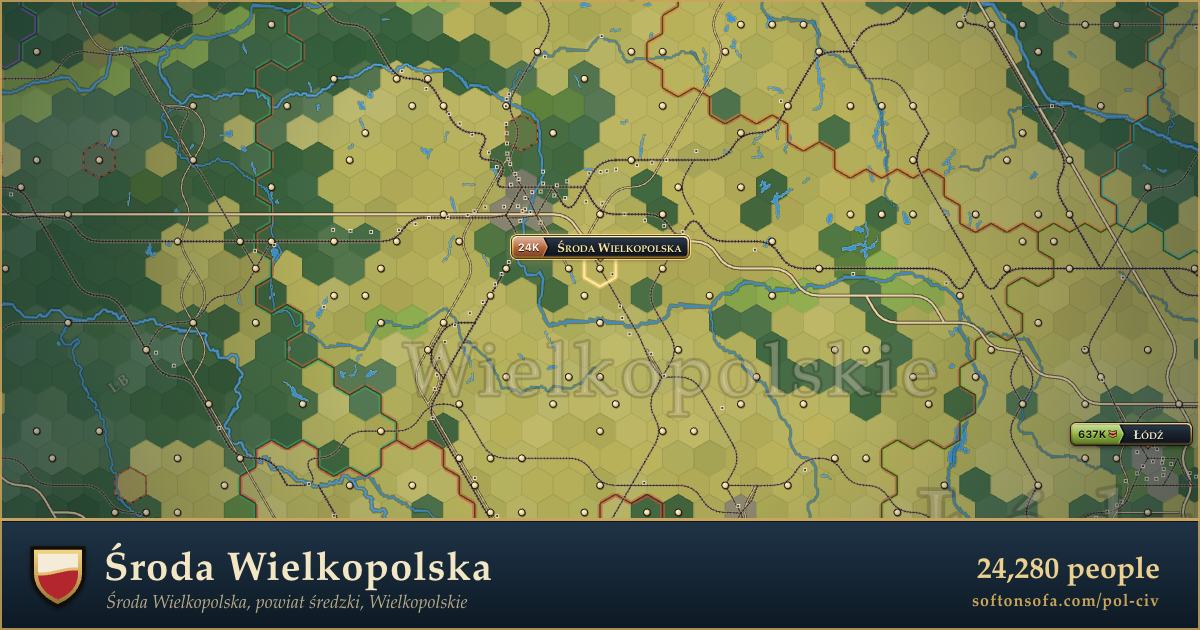 24K ŚRODA WIELKOPOLSKA
Wielkopolskie
LB
637K ŁÓDŹ
Środa Wielkopolska
24,280 people
Środa Wielkopolska, powiat średzki, Wielkopolskie
softonsofa.com/pol-civ